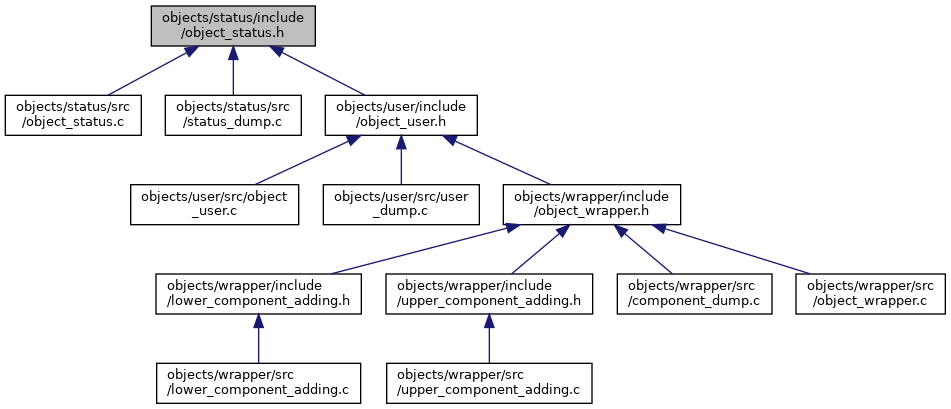 objects/status/include
/object_status.h
objects/status/src
/object_status.c
objects/status/src
/status_dump.c
objects/user/include
/object_user.h
objects/user/src/object
_user.c
objects/user/src/user
_dump.c
objects/wrapper/include
/object_wrapper.h
objects/wrapper/include
/lower_component_adding.h
objects/wrapper/include
/upper_component_adding.h
objects/wrapper/src
/component_dump.c
objects/wrapper/src
/object_wrapper.c
objects/wrapper/src
/lower_component_adding.c
objects/wrapper/src
/upper_component_adding.c